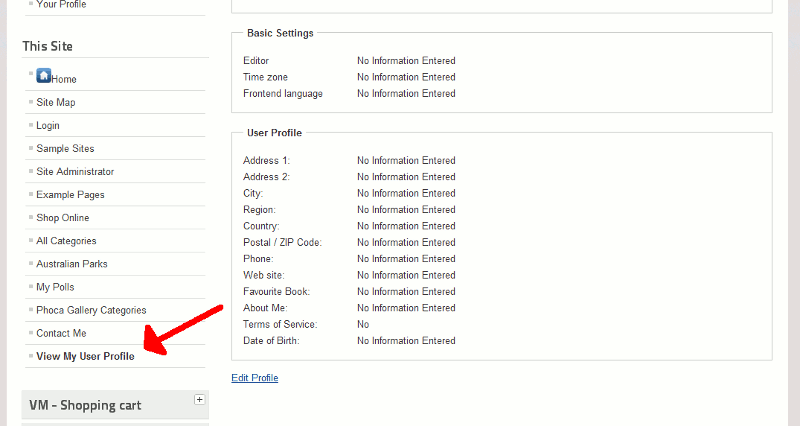 Your Profile
This Site
Home
Site Map
Login
Sample Sites
Site Administrator
Example Pages
Shop Online
All Categories
Australian Parks
My Polls
Phoca Gallery Categories
Contact Me
View My User Profile
VM - Shopping cart
Basic Settings
Editor No Information Entered
Time zone No Information Entered
Frontend language No Information Entered
User Profile
Address 1: No Information Entered
Address 2: No Information Entered
City: No Information Entered
Region: No Information Entered
Country: No Information Entered
Postal / ZIP Code: No Information Entered
Phone: No Information Entered
Web site: No Information Entered
Favourite Book: No Information Entered
About Me: No Information Entered
Terms of Service: No
Date of Birth: No Information Entered
Edit Profile